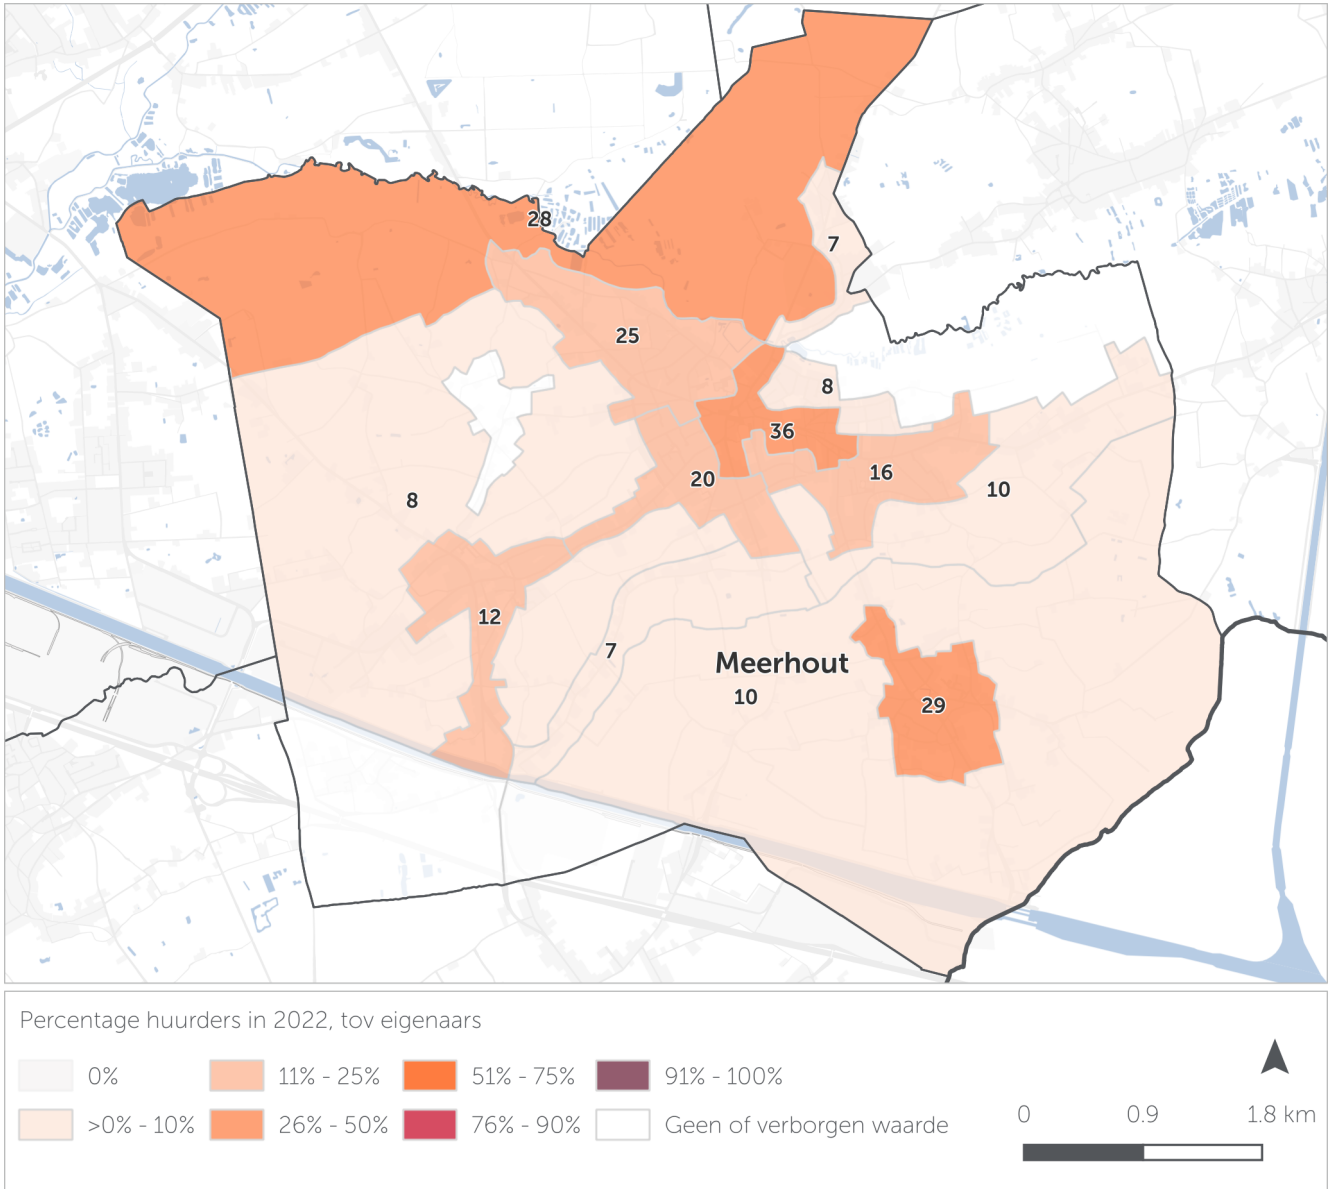 28
7
25
8
36
20
16
10
8
12
7
Meerhout
10
29
Percentage huurders in 2022, tov eigenaars
0% 11% - 25% 51% - 75% 91% - 100%
>0% - 10% 26% - 50% 76% - 90% Geen of verborgen waarde
0 0.9 1.8 km